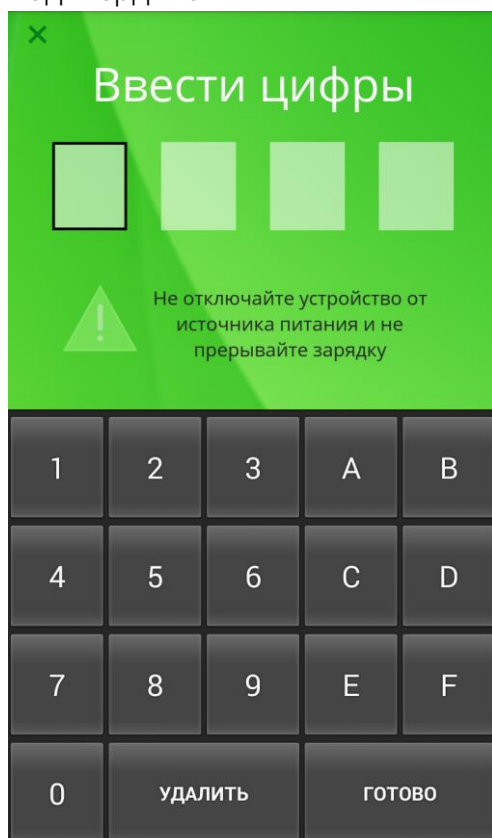 ×
Ввести цифры
Не отключайте устройство от
источника питания и не
прерывайте зарядку
1 2 3 A B
4 5 6 C D
7 8 9 E F
0 УДАЛИТЬ ГОТОВО